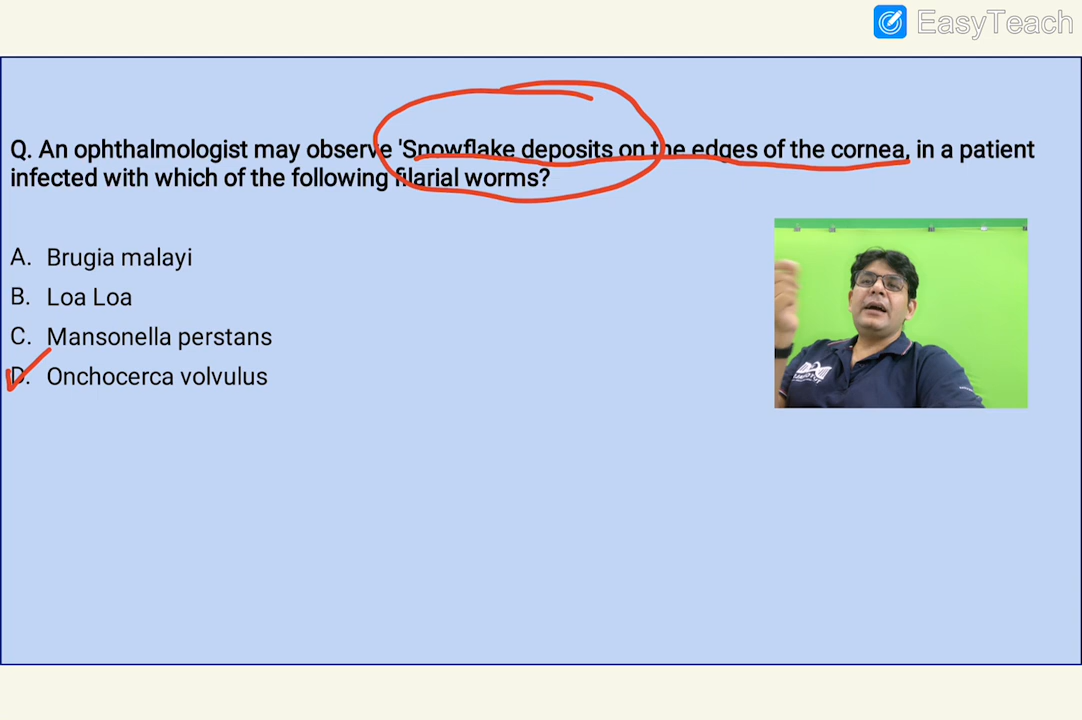 EasyTeach
Q. An ophthalmologist may observe 'Snowflake deposits on the edges of the cornea, in a patient
infected with which of the following filarial worms?
A. Brugia malayi
B. Loa Loa
C. Mansonella perstans
D. Onchocerca volvulus